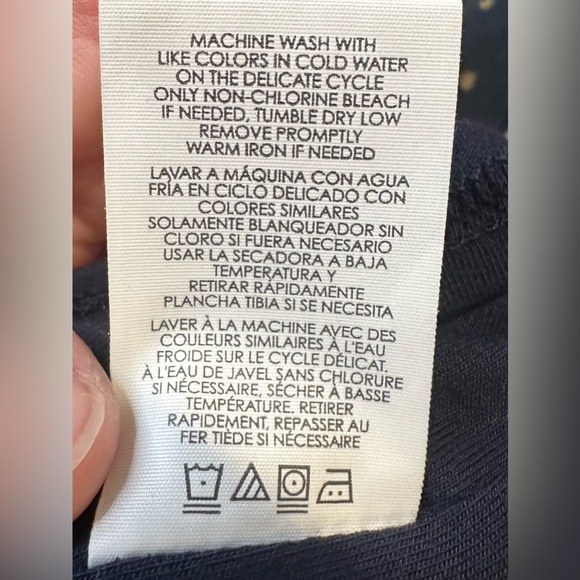 MACHINE WASH WITH
LIKE COLORS IN COLD WATER
ON THE DELICATE CYCLE
ONLY NON-CHLORINE BLEACH
IF NEEDED, TUMBLE DRY LOW
REMOVE PROMPTLY
WARM IRON IF NEEDED
LAVAR A MÁQUINA CON AGUA
FRÍA EN CICLO DELICADO CON
COLORES SIMILARES
SOLAMENTE BLANQUEADOR SIN
CLORO SI FUERA NECESARIO
USAR LA SECADORA A BAJA
TEMPERATURA Y
RETIRAR RÁPIDAMENTE
PLANCHA TIBIA SI SE NECESITA
LAVER À LA MACHINE AVEC DES
COULEURS SIMILAIRES À L'EAU
FROIDE SUR LE CYCLE DÉLICAT.
À L'EAU DE JAVEL SANS CHLORURE
SI NÉCESSAIRE, SÉCHER À BASSE
TEMPÉRATURE. RETIRER
RAPIDEMENT, REPASSER AU
FER TIÈDE SI NÉCESSAIRE